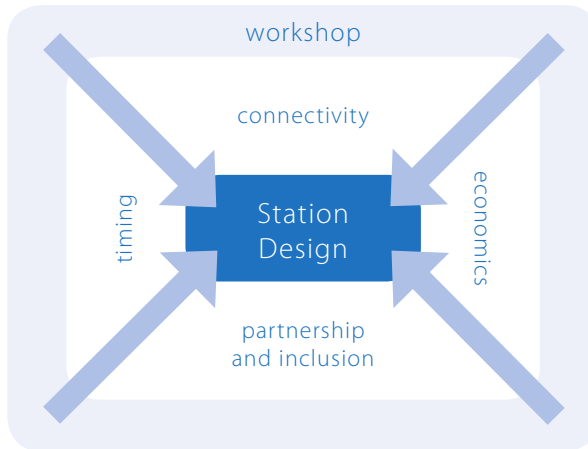 workshop
connectivity
timing
Station
Design
economics
partnership
and inclusion